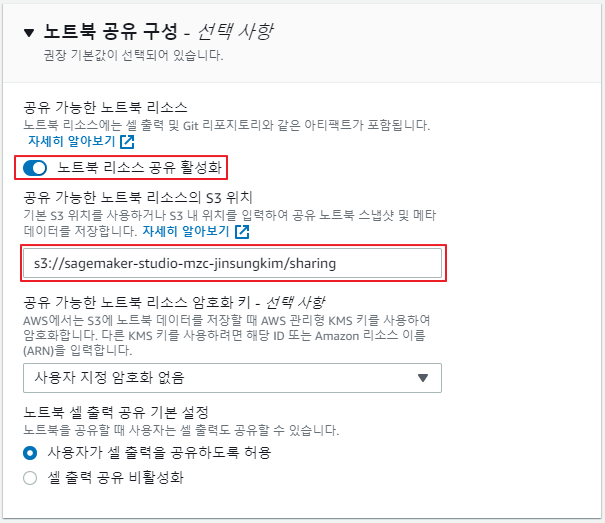 노트북 공유 구성 - 선택 사항
권장 기본값이 선택되어 있습니다.
공유 가능한 노트북 리소스
노트북 리소스에는 셀 출력 및 Git 리포지토리와 같은 아티팩트가 포함됩니다.
자세히 알아보기
노트북 리소스 공유 활성화
공유 가능한 노트북 리소스의 S3 위치
기본 S3 위치를 사용하거나 S3 내 위치를 입력하여 공유 노트북 스냅샷 및 메타
데이터를 저장합니다. 자세히 알아보기
s3://sagemaker-studio-mzc-jinsungkim/sharing
공유 가능한 노트북 리소스 암호화 키 - 선택 사항
AWS에서는 S3에 노트북 데이터를 저장할 때 AWS 관리형 KMS 키를 사용하여
암호화합니다. 다른 KMS 키를 사용하려면 해당 ID 또는 Amazon 리소스 이름
(ARN)을 입력합니다.
사용자 지정 암호화 없음
노트북 셀 출력 공유 기본 설정
노트북을 공유할 때 사용자는 셀 출력도 공유할 수 있습니다.
사용자가 셀 출력을 공유하도록 허용
셀 출력 공유 비활성화